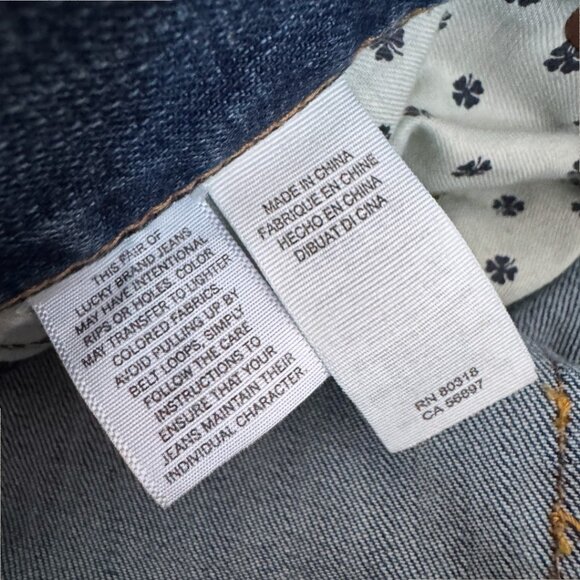 THIS PAIR OF
LUCKY BRAND JEANS
MAY HAVE INTENTIONAL
RIPS OR HOLES. COLOR
MAY TRANSFER TO LIGHTER
COLORED FABRICS.
AVOID PULLING UP BY
BELT LOOPS. SIMPLY
FOLLOW THE CARE
INSTRUCTIONS TO
ENSURE THAT YOUR
JEANS MAINTAIN THEIR
INDIVIDUAL CHARACTER
MADE IN CHINA
FABRIQUE EN CHINE
HECHO EN CHINA
DIBUAT DI CINA
RN 80318
CA 56897